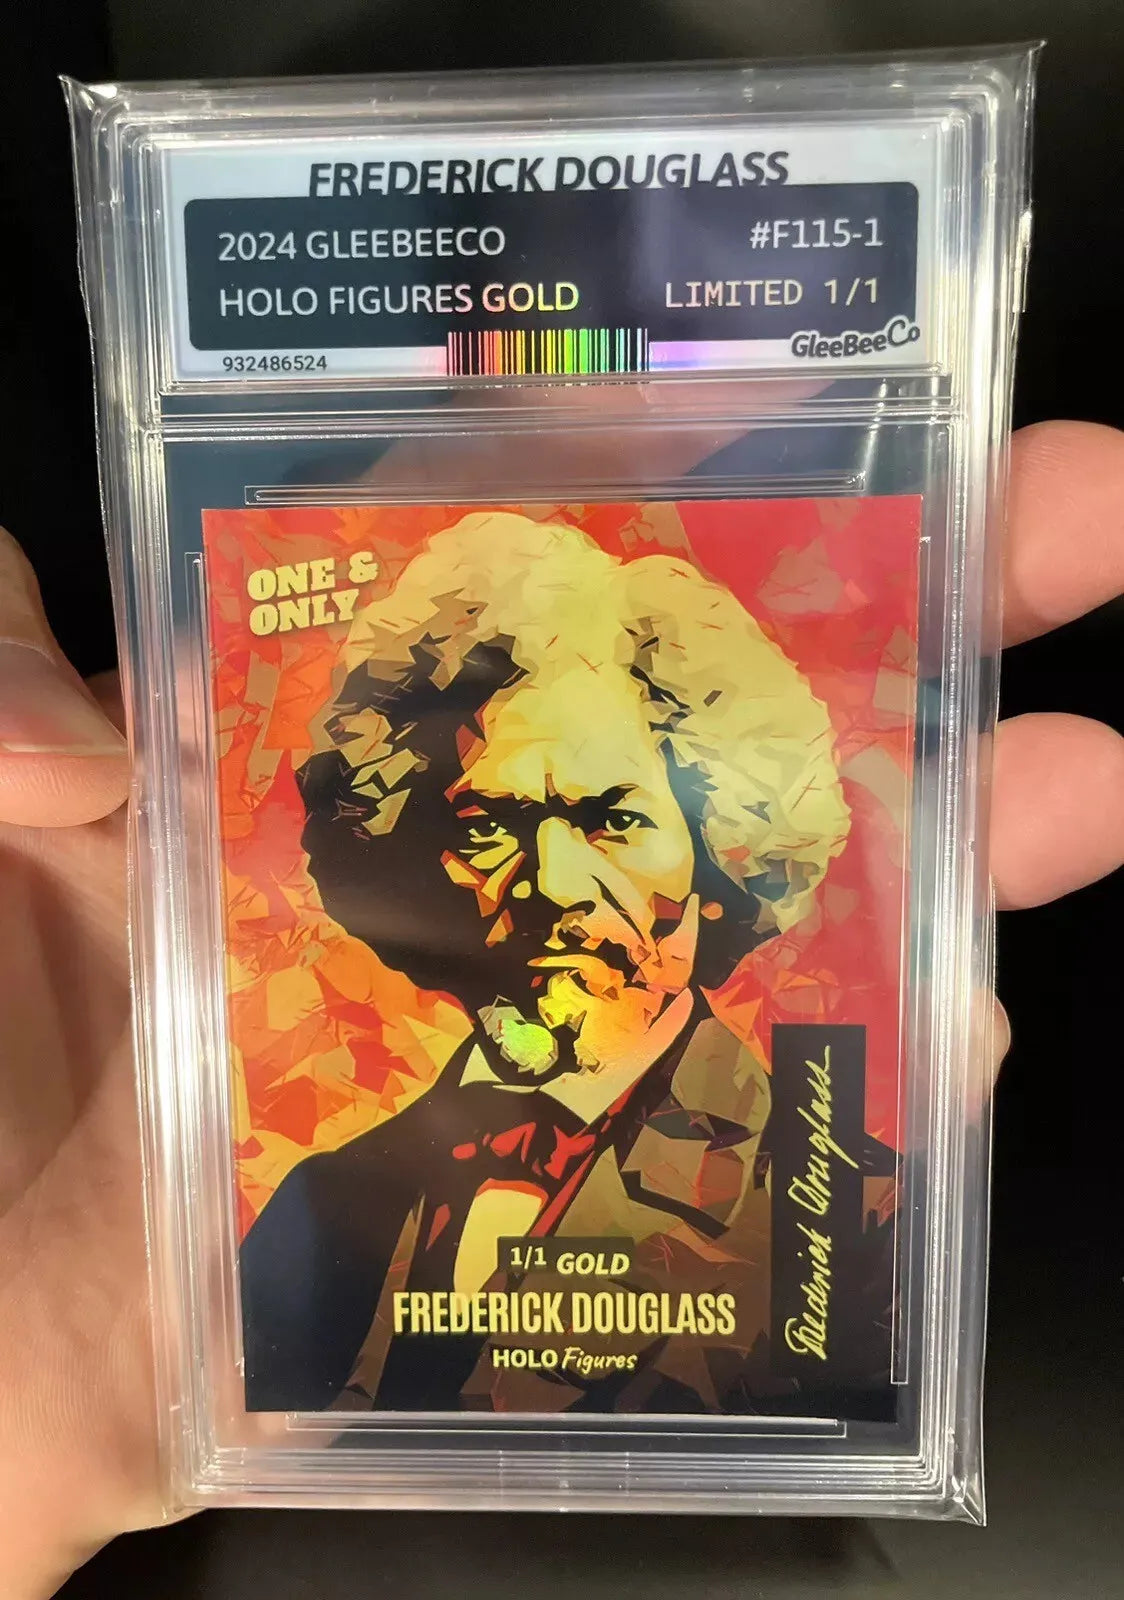 FREDERICK DOUGLASS
2024 GLEEBEECO
#F115-1
HOLO FIGURES GOLD
LIMITED 1/1
932486524
GleeBeeCo
ONE &
ONLY
Frederick Douglass
1/1 GOLD
FREDERICK DOUGLASS
HOLO Figures